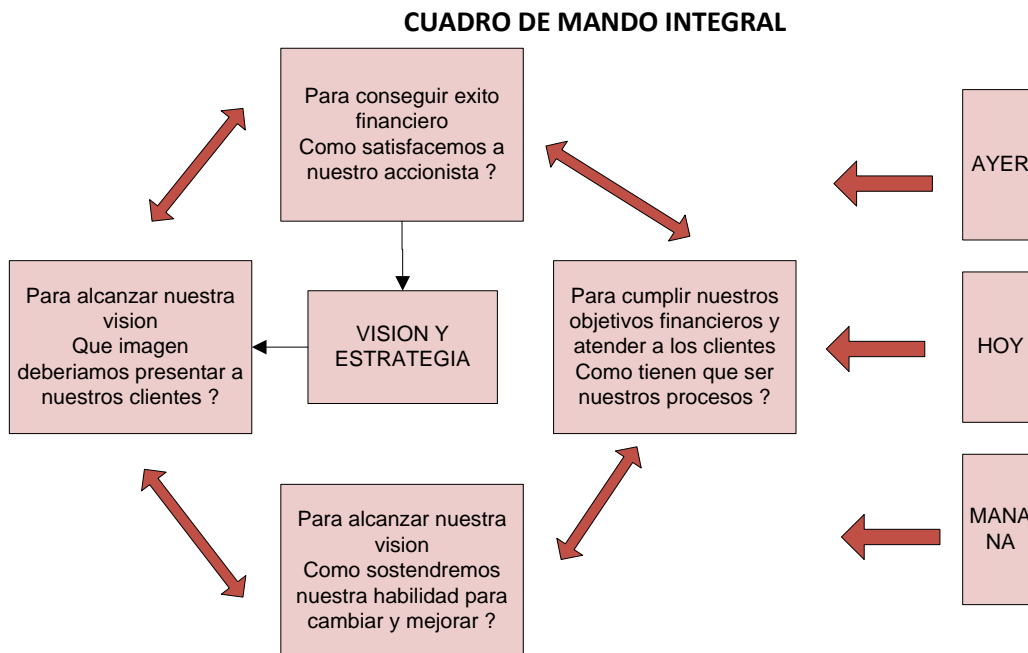 CUADRO DE MANDO INTEGRAL
Para conseguir exito
financiero
Como satisfacemos a
nuestro accionista ?
AYER
Para alcanzar nuestra
vision
Que imagen
deberiamos presentar a
nuestros clientes ?
VISION Y
ESTRATEGIA
Para cumplir nuestros
objetivos financieros y
atender a los clientes
Como tienen que ser
nuestros procesos ?
HOY
Para alcanzar nuestra
vision
Como sostendremos
nuestra habilidad para
cambiar y mejorar ?
MANA
NA